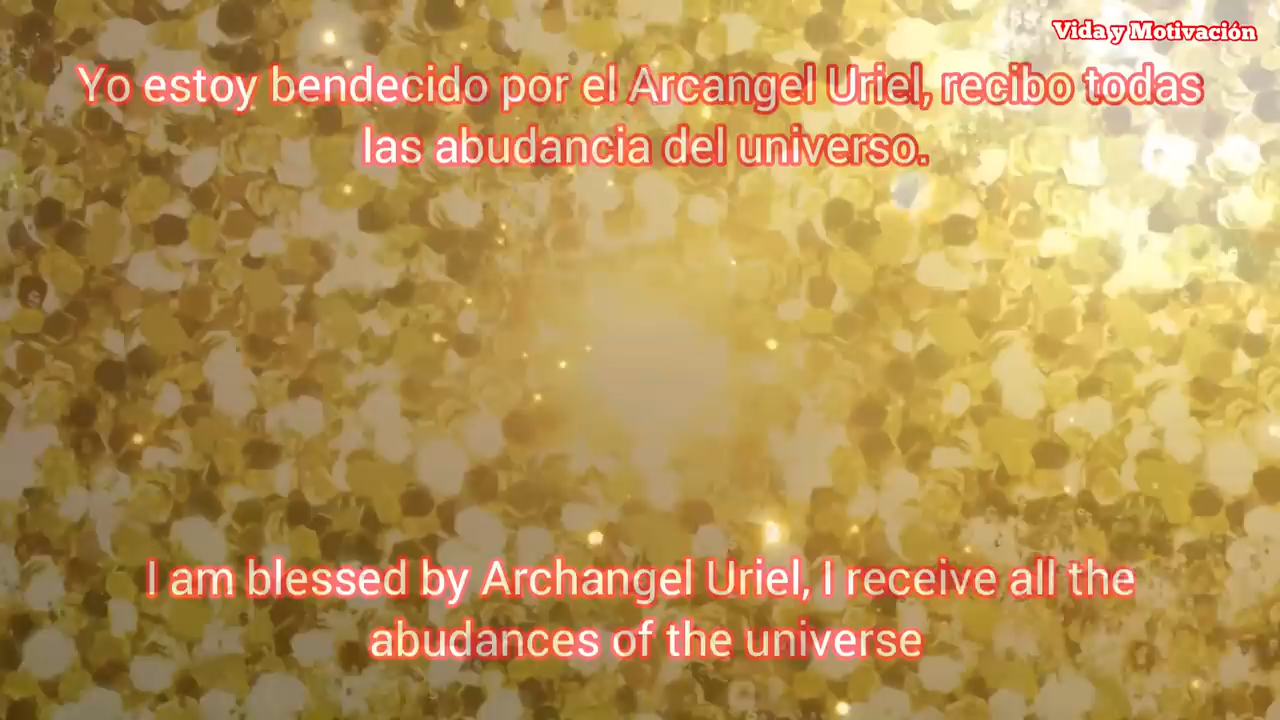 Vida y Motivación
Yo estoy bendecido por el Arcangel Uriel, recibo todas
las abudancia del universo.
I am blessed by Archangel Uriel, I receive all the
abudances of the universe